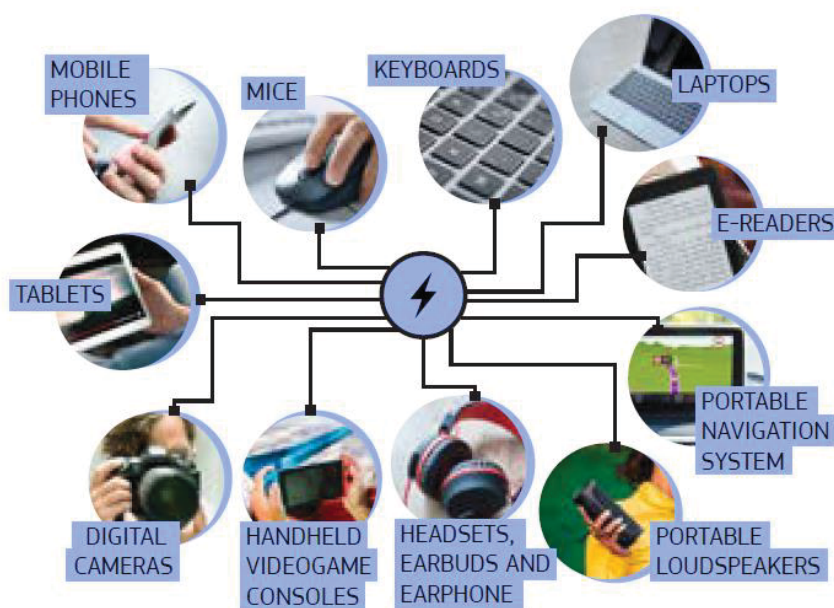 MOBILE
PHONES
MICE
KEYBOARDS
LAPTOPS
E-READERS
TABLETS
PORTABLE
NAVIGATION
SYSTEM
DIGITAL
CAMERAS
HANDHELD
VIDEOGAME
CONSOLES
HEADSETS,
EARBUDS AND
EARPHONE
PORTABLE
LOUDSPEAKERS